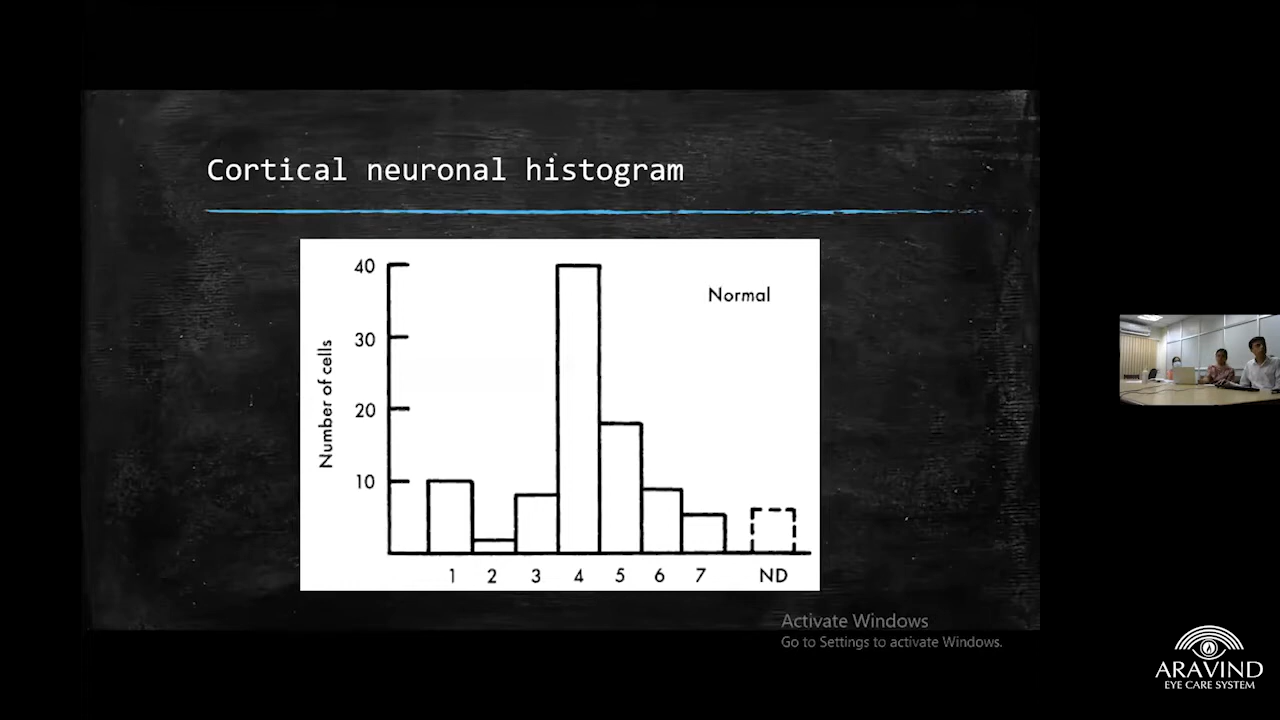 Cortical neuronal histogram
Normal
Number of cells
40
30
20
10
1 2 3 4 5 6 7 ND
Activate Windows
Go to Settings to activate Windows.
ARAVIND
EYE CARE SYSTEM